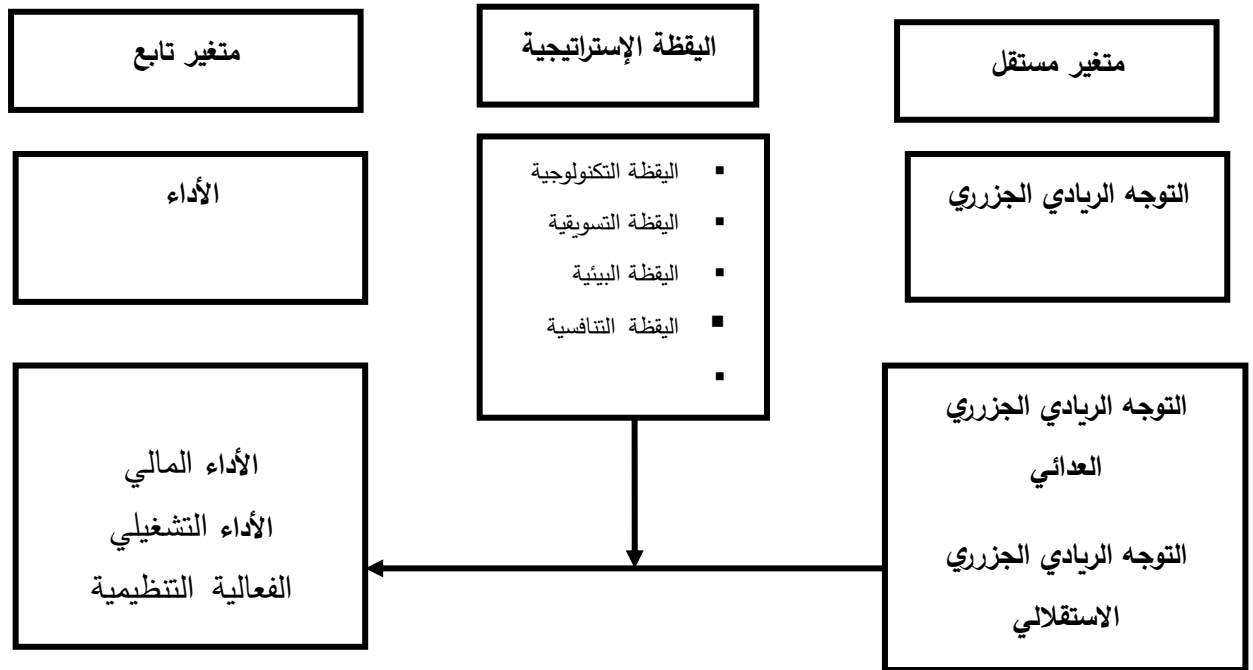 متغير مستقل
اليقظة الإستراتيجية
متغير تابع
التوجه الريادي الجزرري
▪ اليقظة التكنولوجية
▪ اليقظة التسويقية
▪ اليقظة البيئية
▪ اليقظة التنافسية
▪
الأداء
التوجه الريادي الجزرري
العدائي
التوجه الريادي الجزرري
الاستقلالي
الأداء المالي
الأداء التشغيلي
الفعالية التنظيمية